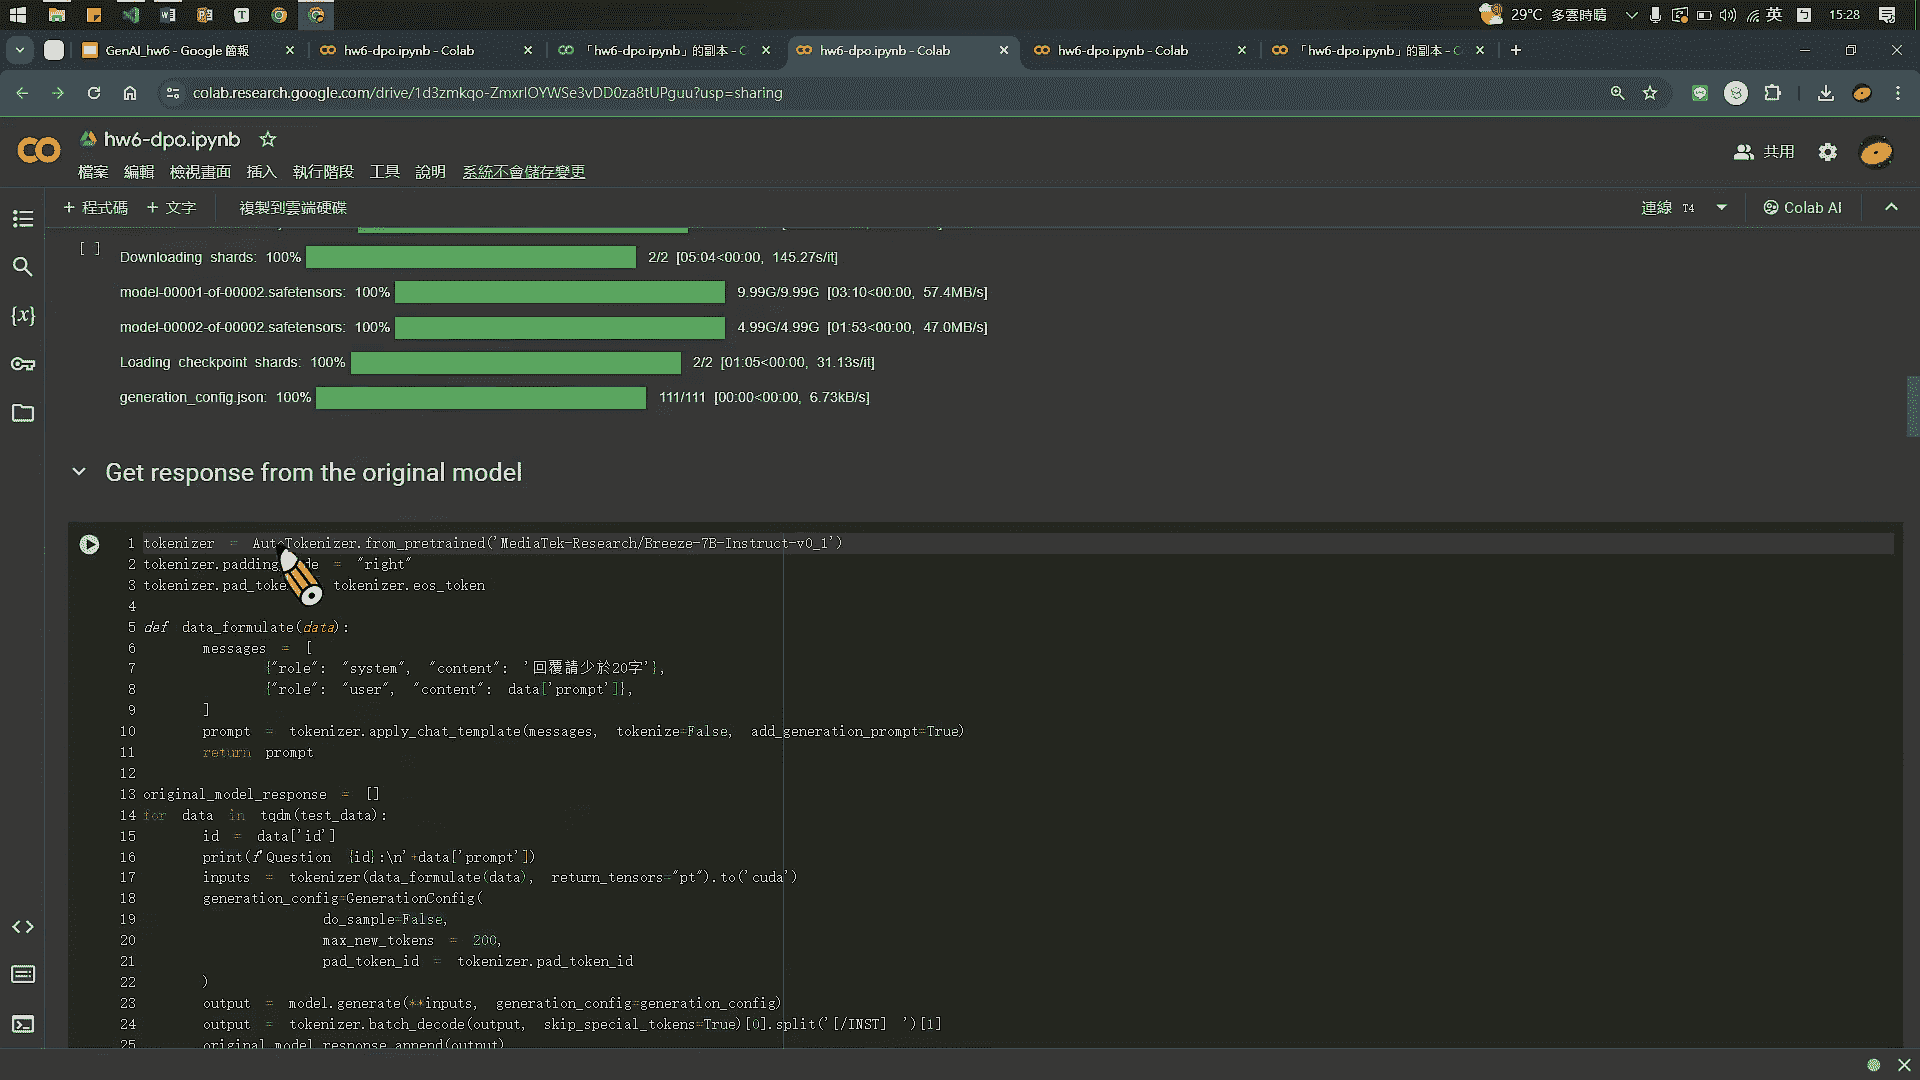 29°C 多雲時晴 英 15:28
GenAI_hw6 - Google 簡報
hw6-dpo.ipynb - Colab
「hw6-dpo.ipynb」的副本 - C
hw6-dpo.ipynb - Colab
hw6-dpo.ipynb - Colab
「hw6-dpo.ipynb」的副本 - C
colab.research.google.com/drive/1d3zmkqo-ZmxrlOYWSe3vDD0za8tUPguu?usp=sharing
hw6-dpo.ipynb
共用
檔案 編輯 檢視畫面 插入 執行階段 工具 說明 系統不會儲存變更
+ 程式碼 + 文字 複製到雲端硬碟 連線 T4 Colab AI
[ ]
Downloading shards: 100% 2/2 [05:04<00:00, 145.27s/it]
model-00001-of-00002.safetensors: 100% 9.99G/9.99G [03:10<00:00, 57.4MB/s]
model-00002-of-00002.safetensors: 100% 4.99G/4.99G [01:53<00:00, 47.0MB/s]
Loading checkpoint shards: 100% 2/2 [01:05<00:00, 31.13s/it]
generation_config.json: 100% 111/111 [00:00<00:00, 6.73kB/s]
Get response from the original model
1 tokenizer = AutoTokenizer.from_pretrained('MediaTek-Research/Breeze-7B-Instruct-v0_1')
2 tokenizer.padding de = "right"
3 tokenizer.pad_toke tokenizer.eos_token
4
5 def data_formulate(data):
6 messages = [
7 {"role": "system", "content": '回覆請少於20字'},
8 {"role": "user", "content": data['prompt']},
9 ]
10 prompt = tokenizer.apply_chat_template(messages, tokenize=False, add_generation_prompt=True)
11 return prompt
12
13 original_model_response = []
14 for data in tqdm(test_data):
15 id = data['id']
16 print(f'Question {id}:\n'+data['prompt'])
17 inputs = tokenizer(data_formulate(data), return_tensors="pt").to('cuda')
18 generation_config=GenerationConfig(
19 do_sample=False,
20 max_new_tokens = 200,
21 pad_token_id = tokenizer.pad_token_id
22 )
23 output = model.generate(**inputs, generation_config=generation_config)
24 output = tokenizer.batch_decode(output, skip_special_tokens=True)[0].split('[/INST] ')[1]
25 original_model_response.append(output)